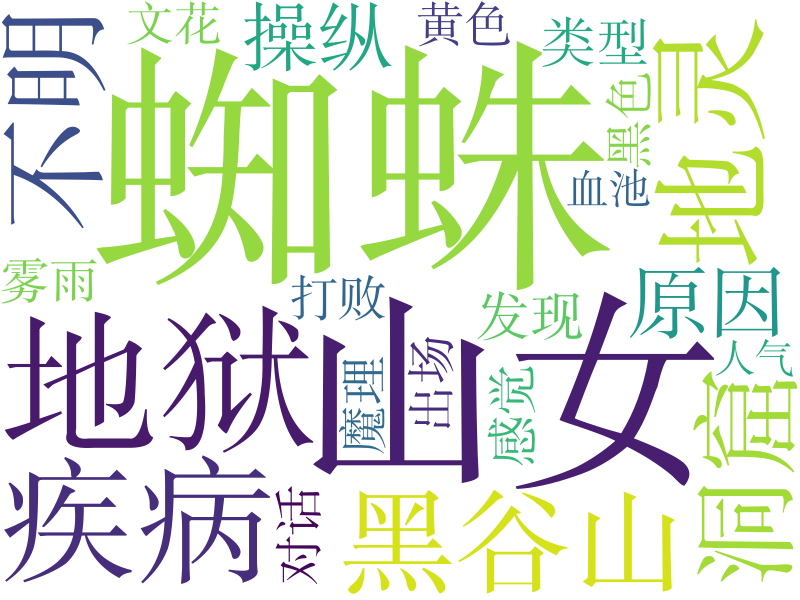 不明
文花
操纵
黄色
类型
地灵
蜘蛛
黑色
血池
雾雨
打败
发现
原因
地狱
山女
魔理
出场
感觉
人气
洞窟
疾病
对话
黑谷山